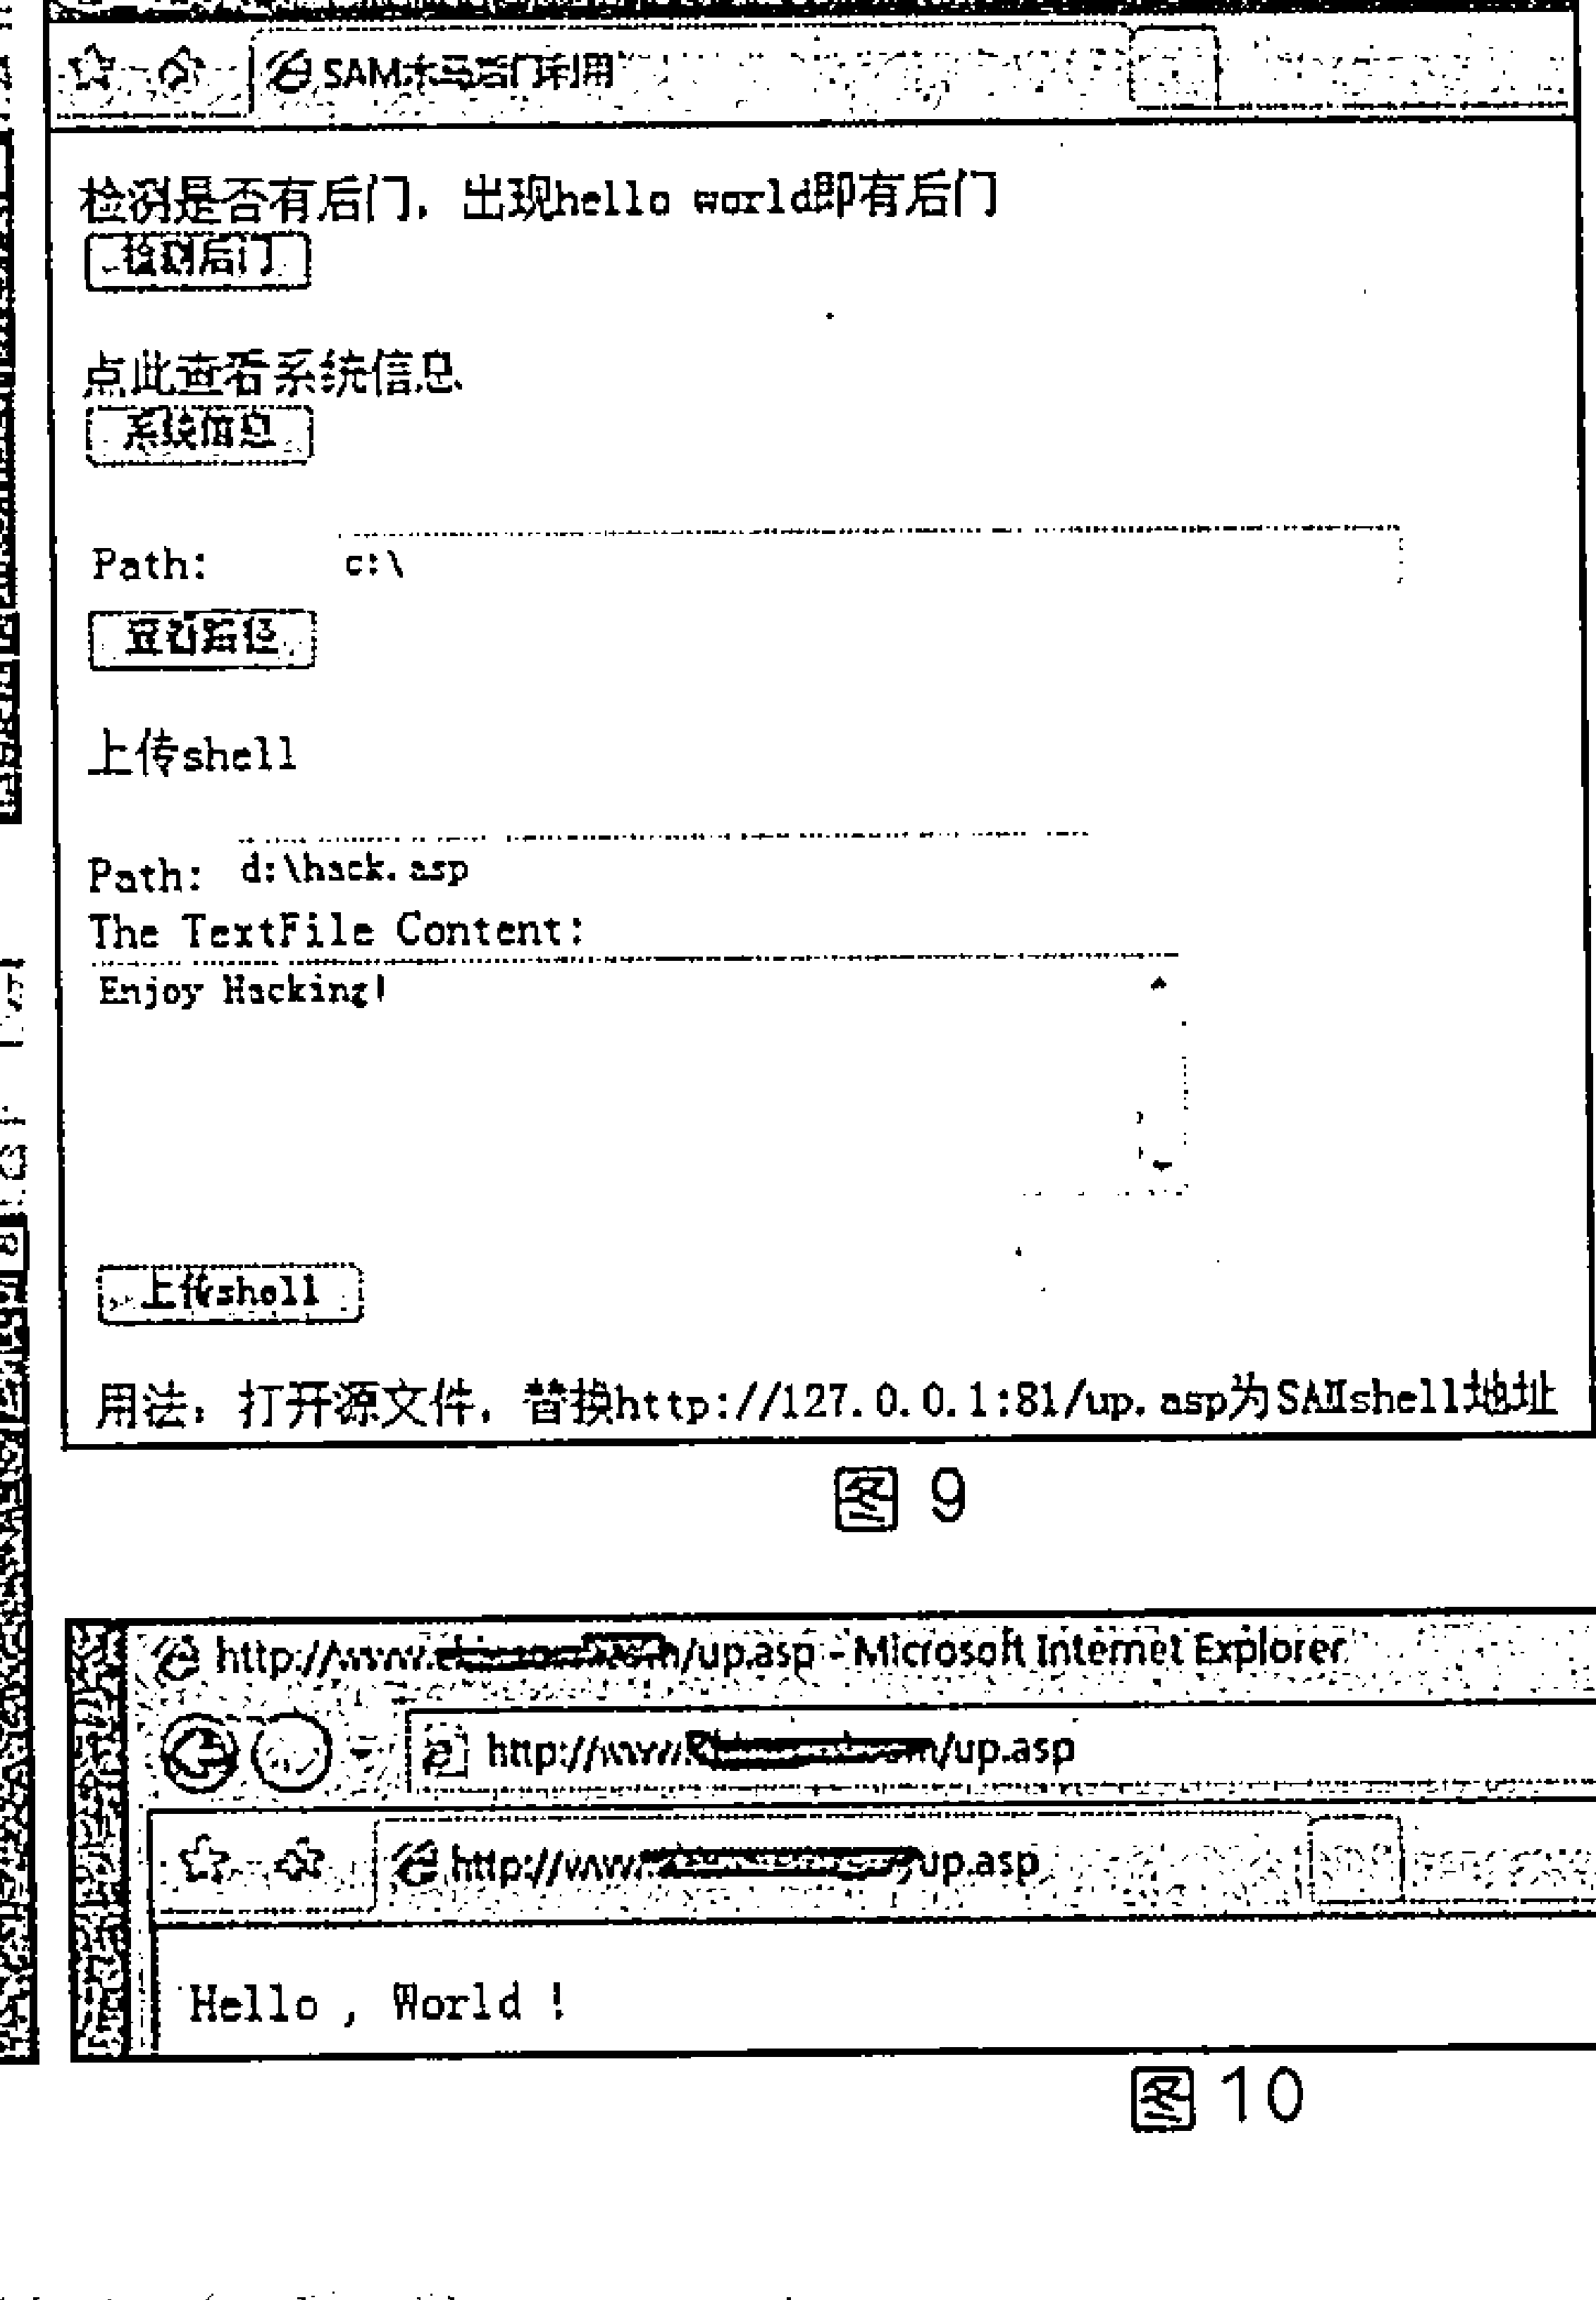 SAM木马后门利用
检测是否有后门，出现hello world即有后门
检测后门
点此查看系统信息
系统信息
Path: c:\
查看路径
上传shell
Path: d:\hack.asp
The TextFile Content:
Enjoy Hacking!
上传shell
用法：打开源文件，替换http://127.0.0.1:81/up.asp为SAMshell地址
图 9
http://www. /up.asp - Microsoft Internet Explorer
http://www. /up.asp
http://www. up.asp
Hello , World !
图 10